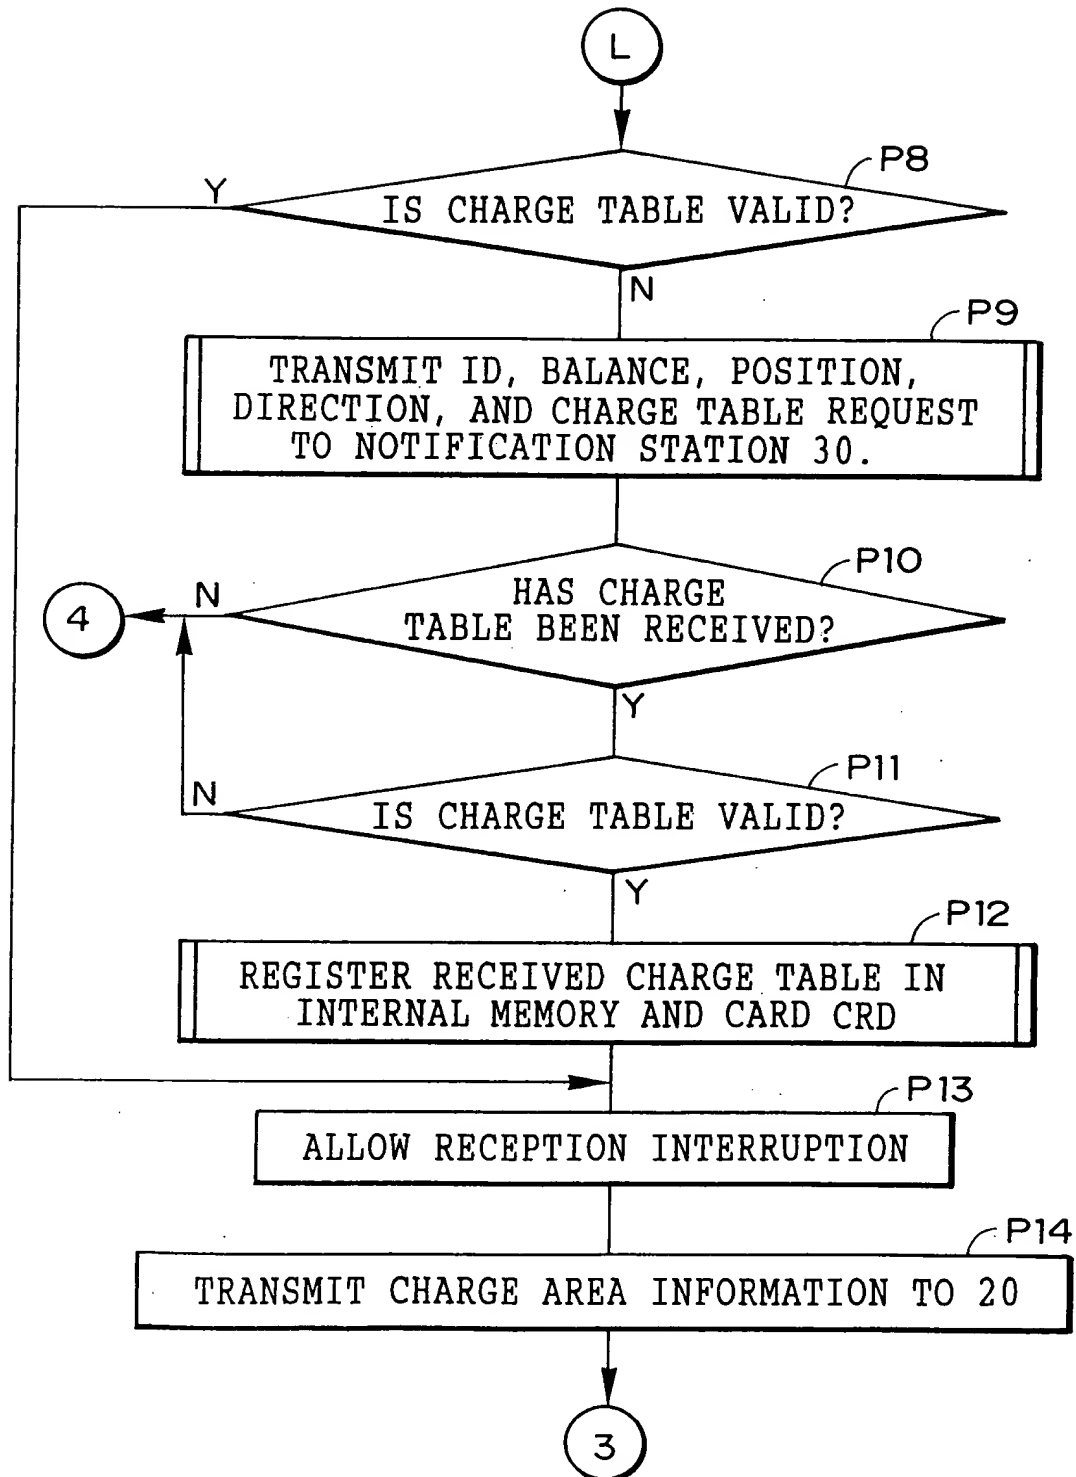 L
P8
Y
IS CHARGE TABLE VALID?
N
P9
TRANSMIT ID, BALANCE, POSITION,
DIRECTION, AND CHARGE TABLE REQUEST
TO NOTIFICATION STATION 30.
P10
N
HAS CHARGE
4
TABLE BEEN RECEIVED?
Y
P11
N
IS CHARGE TABLE VALID?
Y
P12
REGISTER RECEIVED CHARGE TABLE IN
INTERNAL MEMORY AND CARD CRD
P13
ALLOW RECEPTION INTERRUPTION
P14
TRANSMIT CHARGE AREA INFORMATION TO 20
3